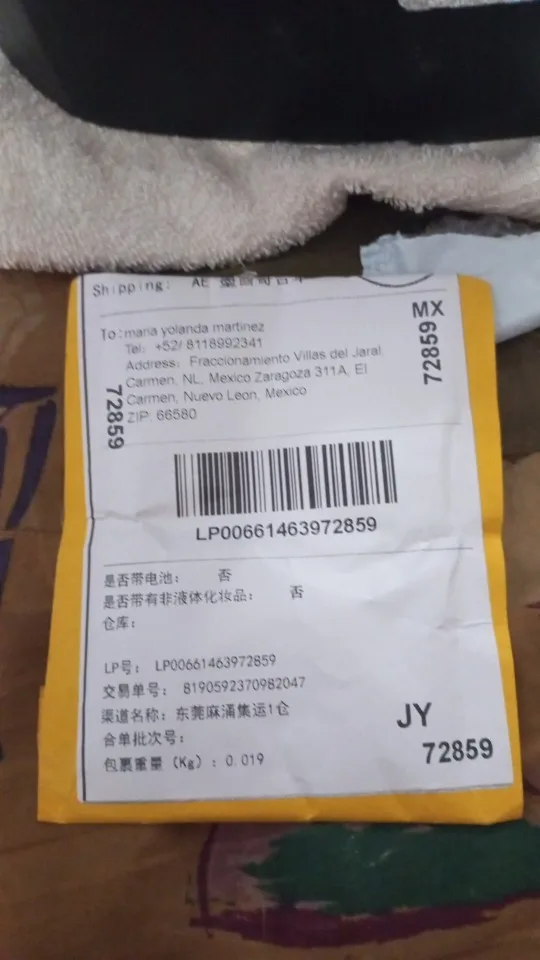 Shipping: AE
To: maria yolanda martinez
Tel: +52/ 8118992341
Address: Fraccionamiento Villas del Jaral,
Carmen, NL, Mexico Zaragoza 311A, El
Carmen, Nuevo Leon, Mexico
ZIP: 66580
MX
72859
72859
LP00661463972859
是否带电池: 否
是否带有非液体化妆品: 否
仓库:
LP号: LP00661463972859
交易单号: 8190592370982047
渠道名称: 东莞麻涌集运1仓
合单批次号:
包裹重量 (Kg) : 0.019
JY
72859